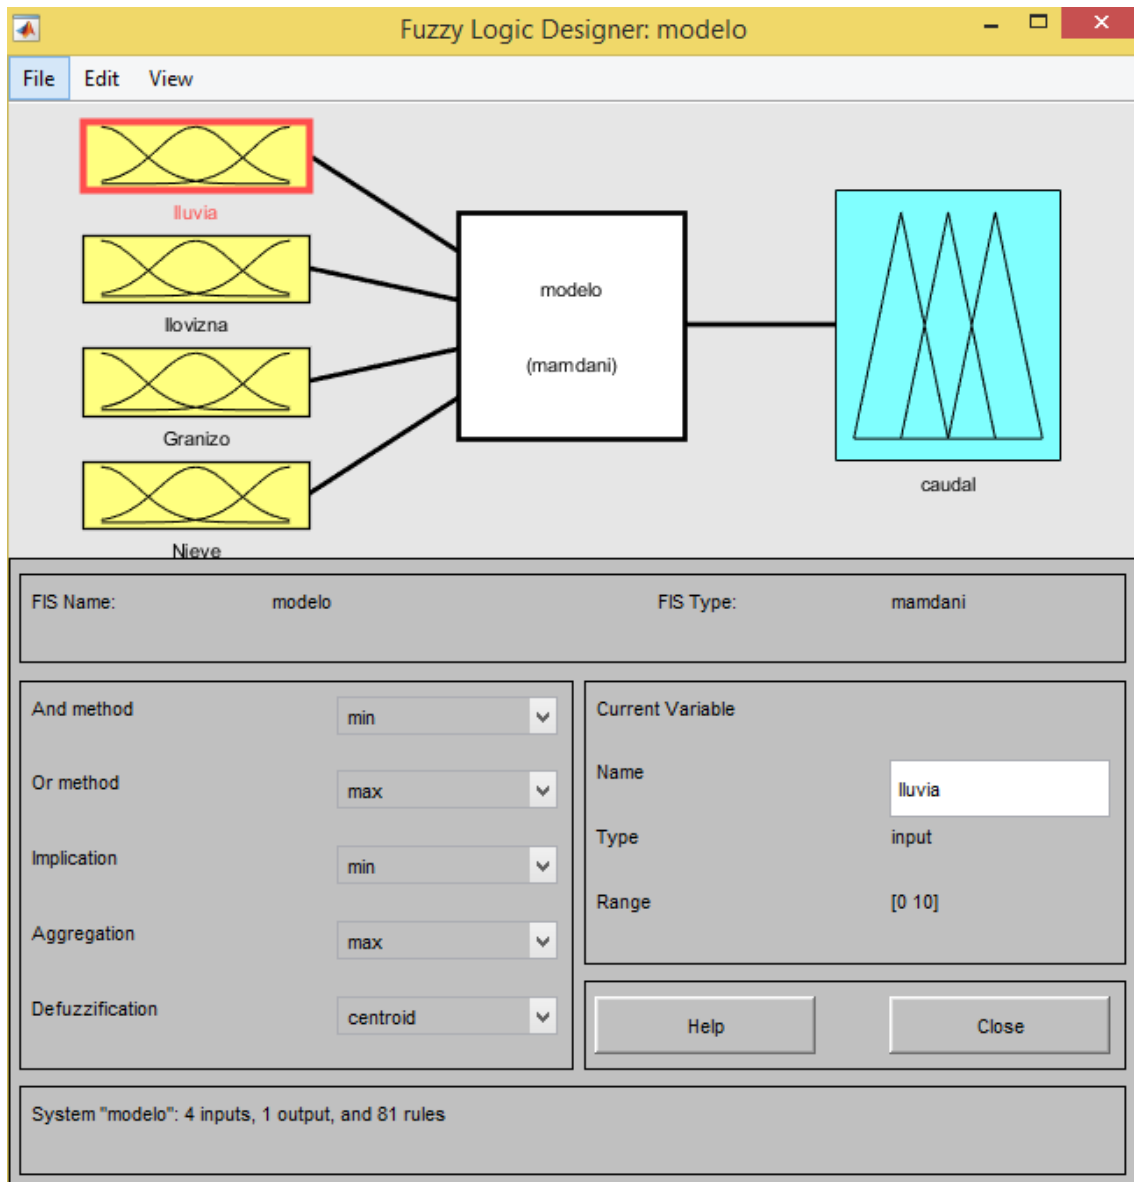 Fuzzy Logic Designer: modelo
File Edit View
lluvia
llovizna
Granizo
Nieve
modelo
(mamdani)
caudal
FIS Name: modelo FIS Type: mamdani
And method min
Or method max
Implication min
Aggregation max
Defuzzification centroid
Current Variable
Name lluvia
Type input
Range [0 10]
Help Close
System "modelo": 4 inputs, 1 output, and 81 rules